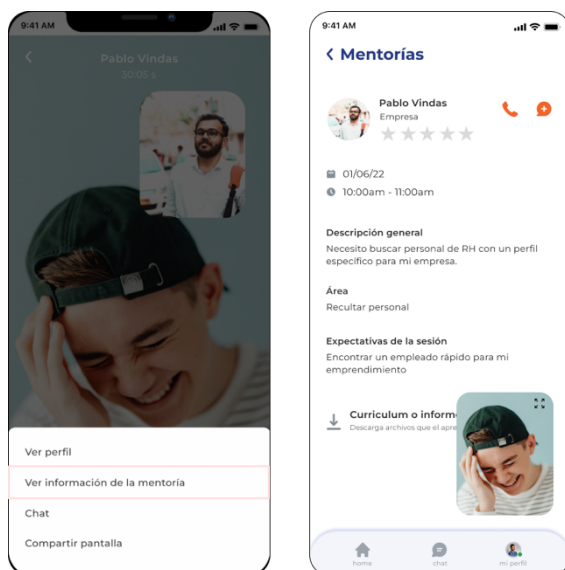 9:41 AM
Pablo Vindas
30:05 s
Ver perfil
Ver información de la mentoría
Chat
Compartir pantalla
9:41 AM
Mentorías
Pablo Vindas
Empresa
01/06/22
10:00am - 11:00am
Descripción general
Necesito buscar personal de RH con un perfil
específico para mi empresa.
Área
Recultar personal
Expectativas de la sesión
Encontrar un empleado rápido para mi
emprendimiento
Curriculum o inform
Descarga archivos que el apre
home
chat
mi perfil